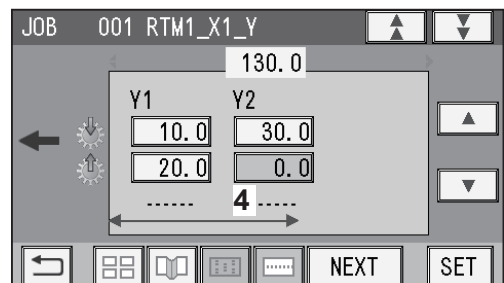 JOB 001 RTM1_X1_Y
130.0
Y1 Y2
10.0 30.0
20.0 0.0
------ 4 -----
NEXT SET